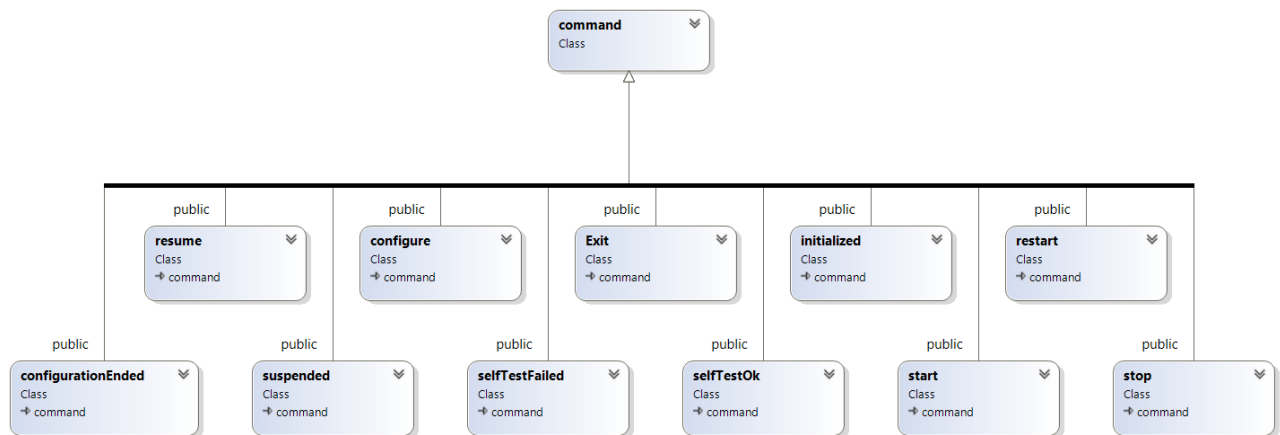 command
Class
public
public
public
public
public
resume
Class
command
configure
Class
command
Exit
Class
command
initialized
Class
command
restart
Class
command
public
public
public
public
public
public
configurationEnded
Class
command
suspended
Class
command
selfTestFailed
Class
command
selfTestOk
Class
command
start
Class
command
stop
Class
command